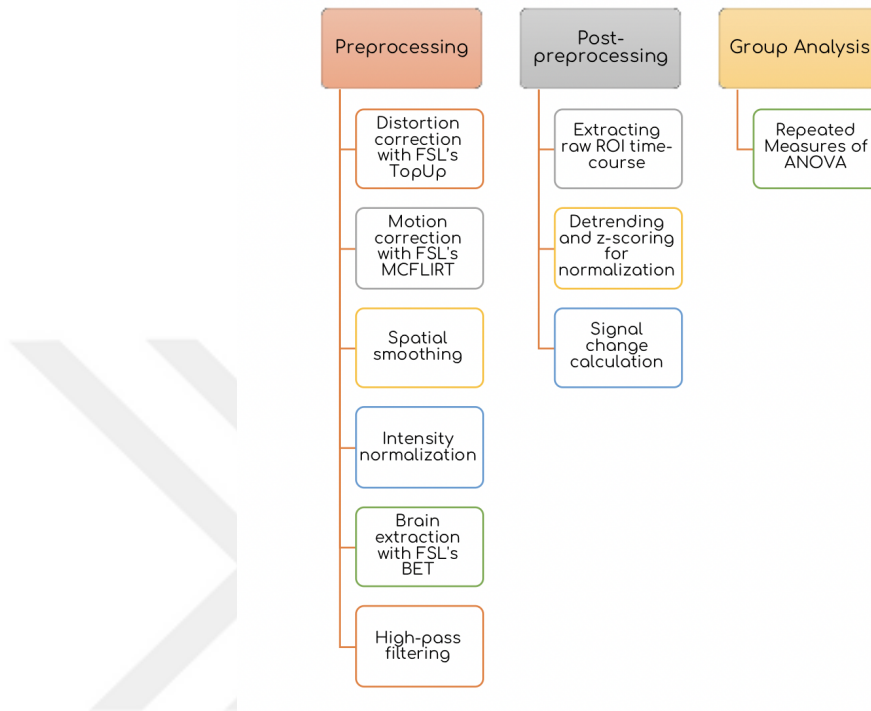 Preprocessing
Distortion
correction
with FSL's
TopUp
Motion
correction
with FSL's
MCFLIRT
Spatial
smoothing
Intensity
normalization
Brain
extraction
with FSL's
BET
High-pass
filtering
Post-
preprocessing
Extracting
raw ROI time-
course
Detrending
and z-scoring
for
normalization
Signal
change
calculation
Group Analysis
Repeated
Measures of
ANOVA